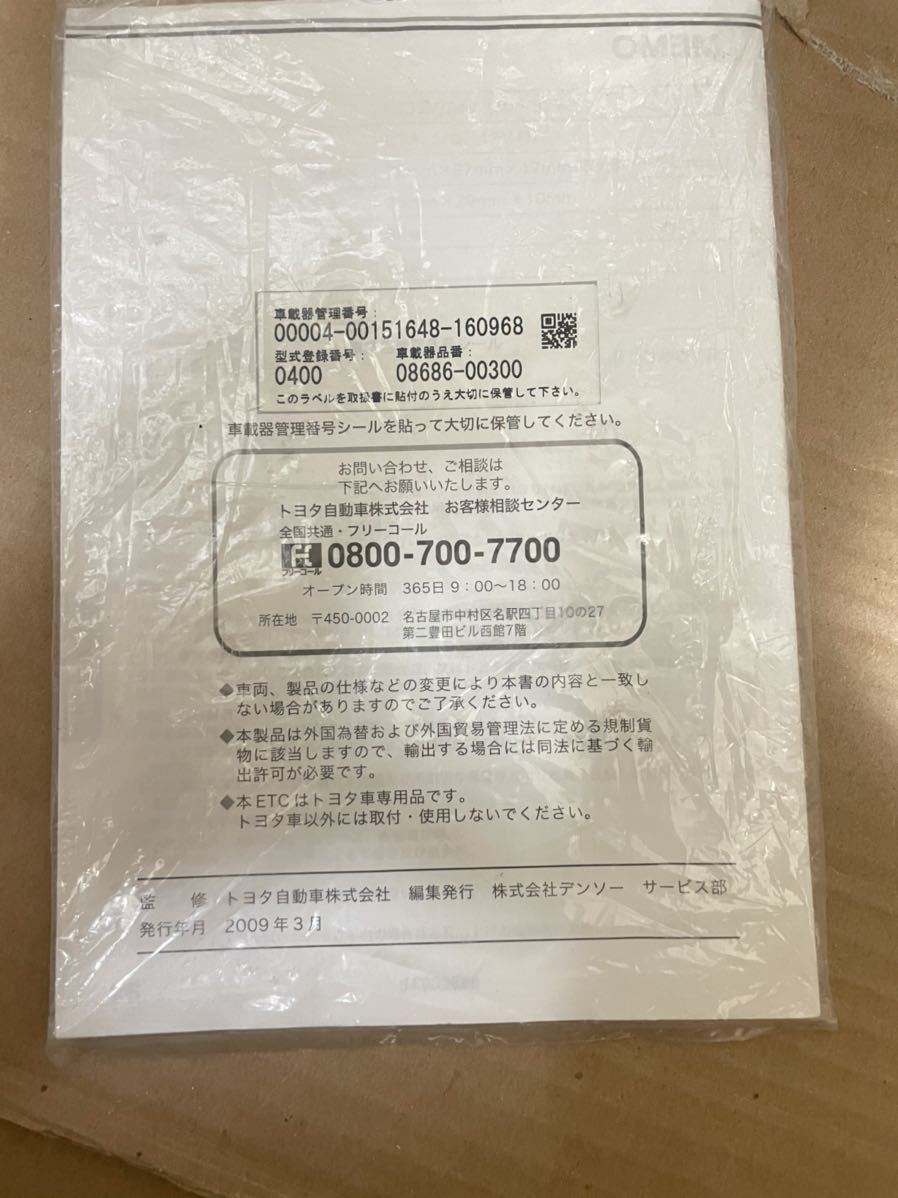 車載器管理番号:
00004-00151648-160968
型式登録番号: 車載器品番:
0400 08686-00300
このラベルを取扱書に貼付のうえ大切に保管して下さい。
車載器管理番号シールを貼って大切に保管してください。
お問い合わせ、ご相談は
下記へお願いいたします。
トヨタ自動車株式会社 お客様相談センター
全国共通・フリーコール
フリーコール 0800-700-7700
オープン時間 365日 9:00〜18:00
所在地 〒450-0002 名古屋市中村区名駅四丁目10の27
第二豊田ビル西館7階
◆車両、製品の仕様などの変更により本書の内容と一致し
ない場合がありますのでご了承ください。
◆本製品は外国為替および外国貿易管理法に定める規制貨
物に該当しますので、輸出する場合には同法に基づく輸
出許可が必要です。
◆本ETCはトヨタ車専用品です。
トヨタ車以外には取付・使用しないでください。
監 修 トヨタ自動車株式会社 編集発行 株式会社デンソー サービス部
発行年月 2009年3月